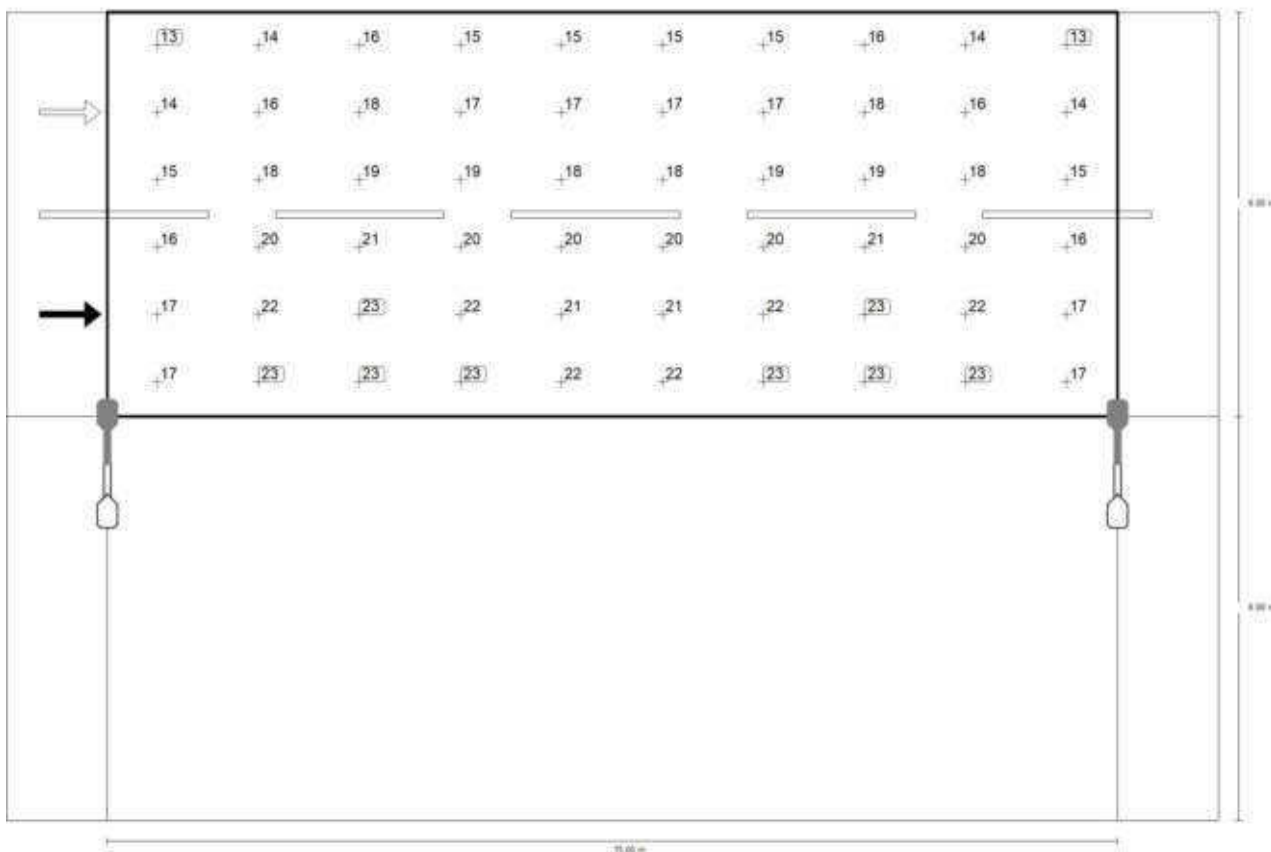 13 14 16 15 15 15 15 16 14 13
14 16 18 17 17 17 17 18 16 14
15 18 19 19 18 18 19 19 18 15
16 20 21 20 20 20 20 21 20 16
17 22 23 22 21 21 22 23 22 17
17 23 23 23 22 22 23 23 23 17